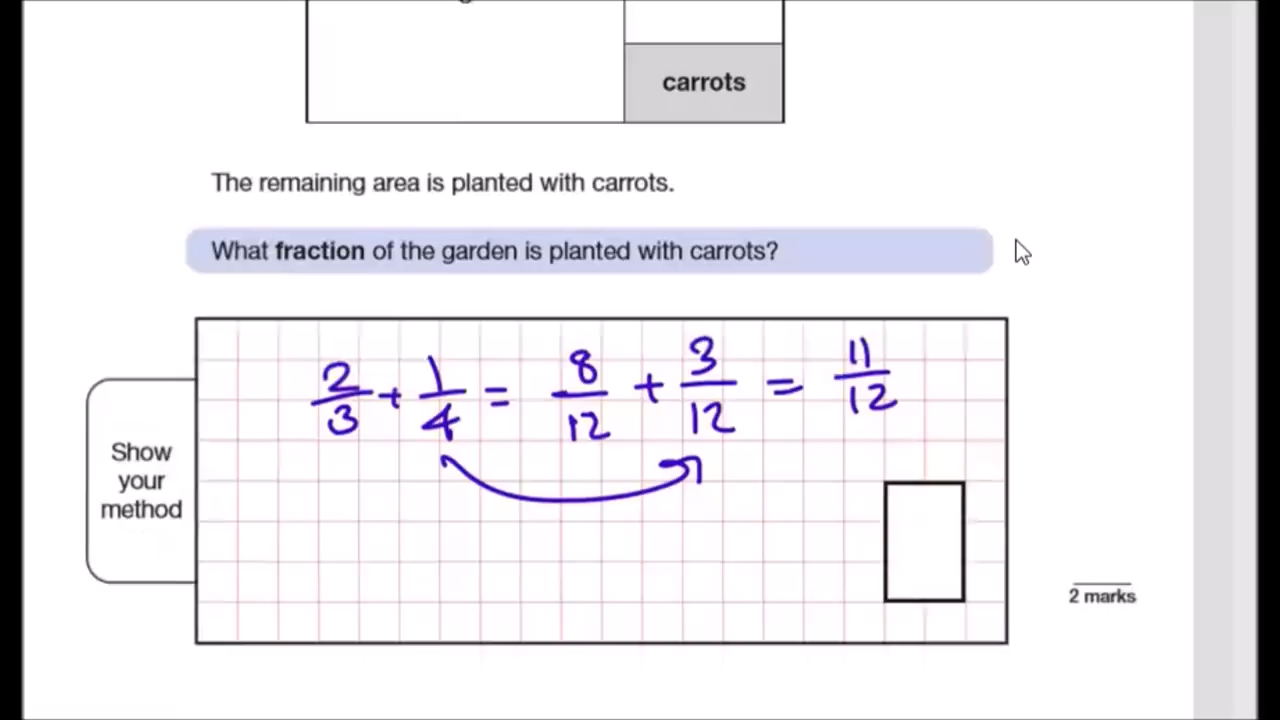 carrots
The remaining area is planted with carrots.
What fraction of the garden is planted with carrots?
2/3 + 1/4 = 8/12 + 3/12 = 11/12
Show
your
method
2 marks